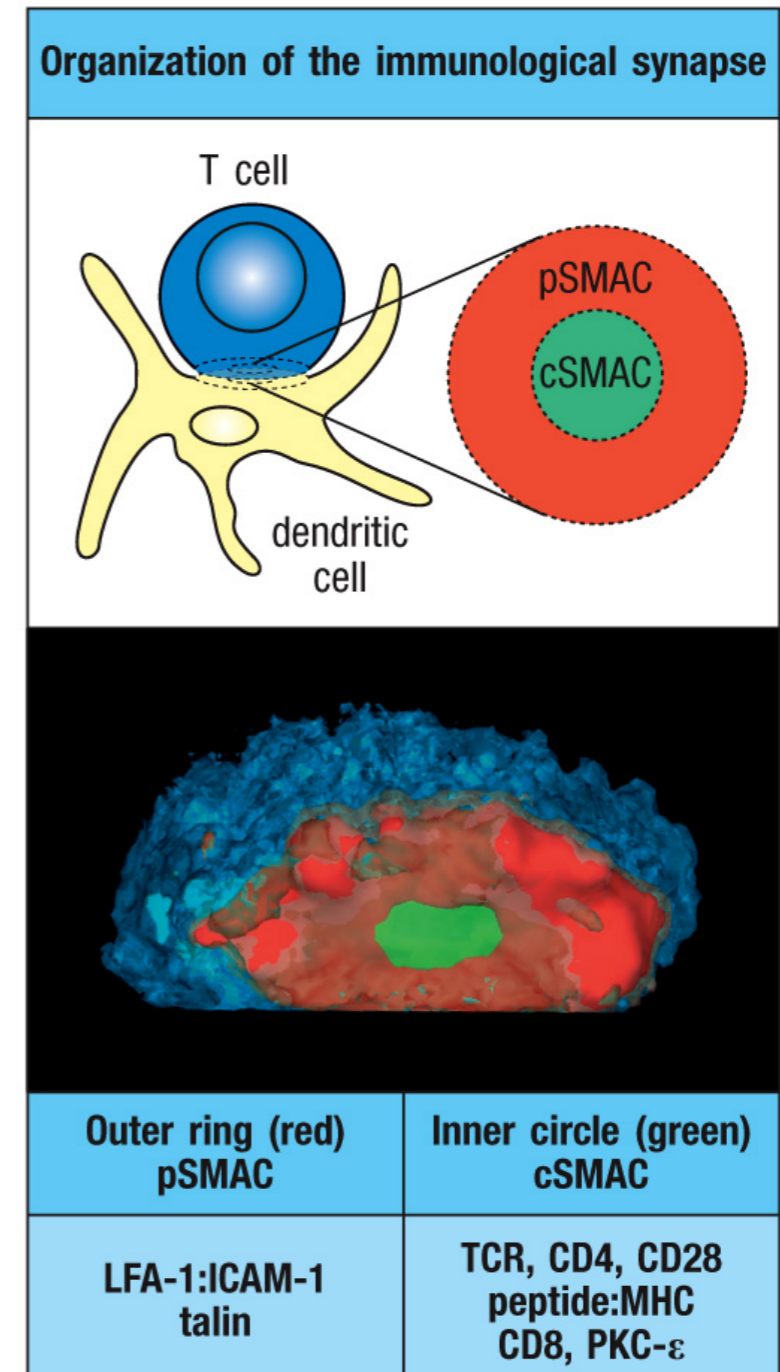 Organization of the immunological synapse
T cell
pSMAC
cSMAC
dendritic
cell
Outer ring (red)
pSMAC
Inner circle (green)
cSMAC
LFA-1:ICAM-1
talin
TCR, CD4, CD28
peptide:MHC
CD8, PKC-ε